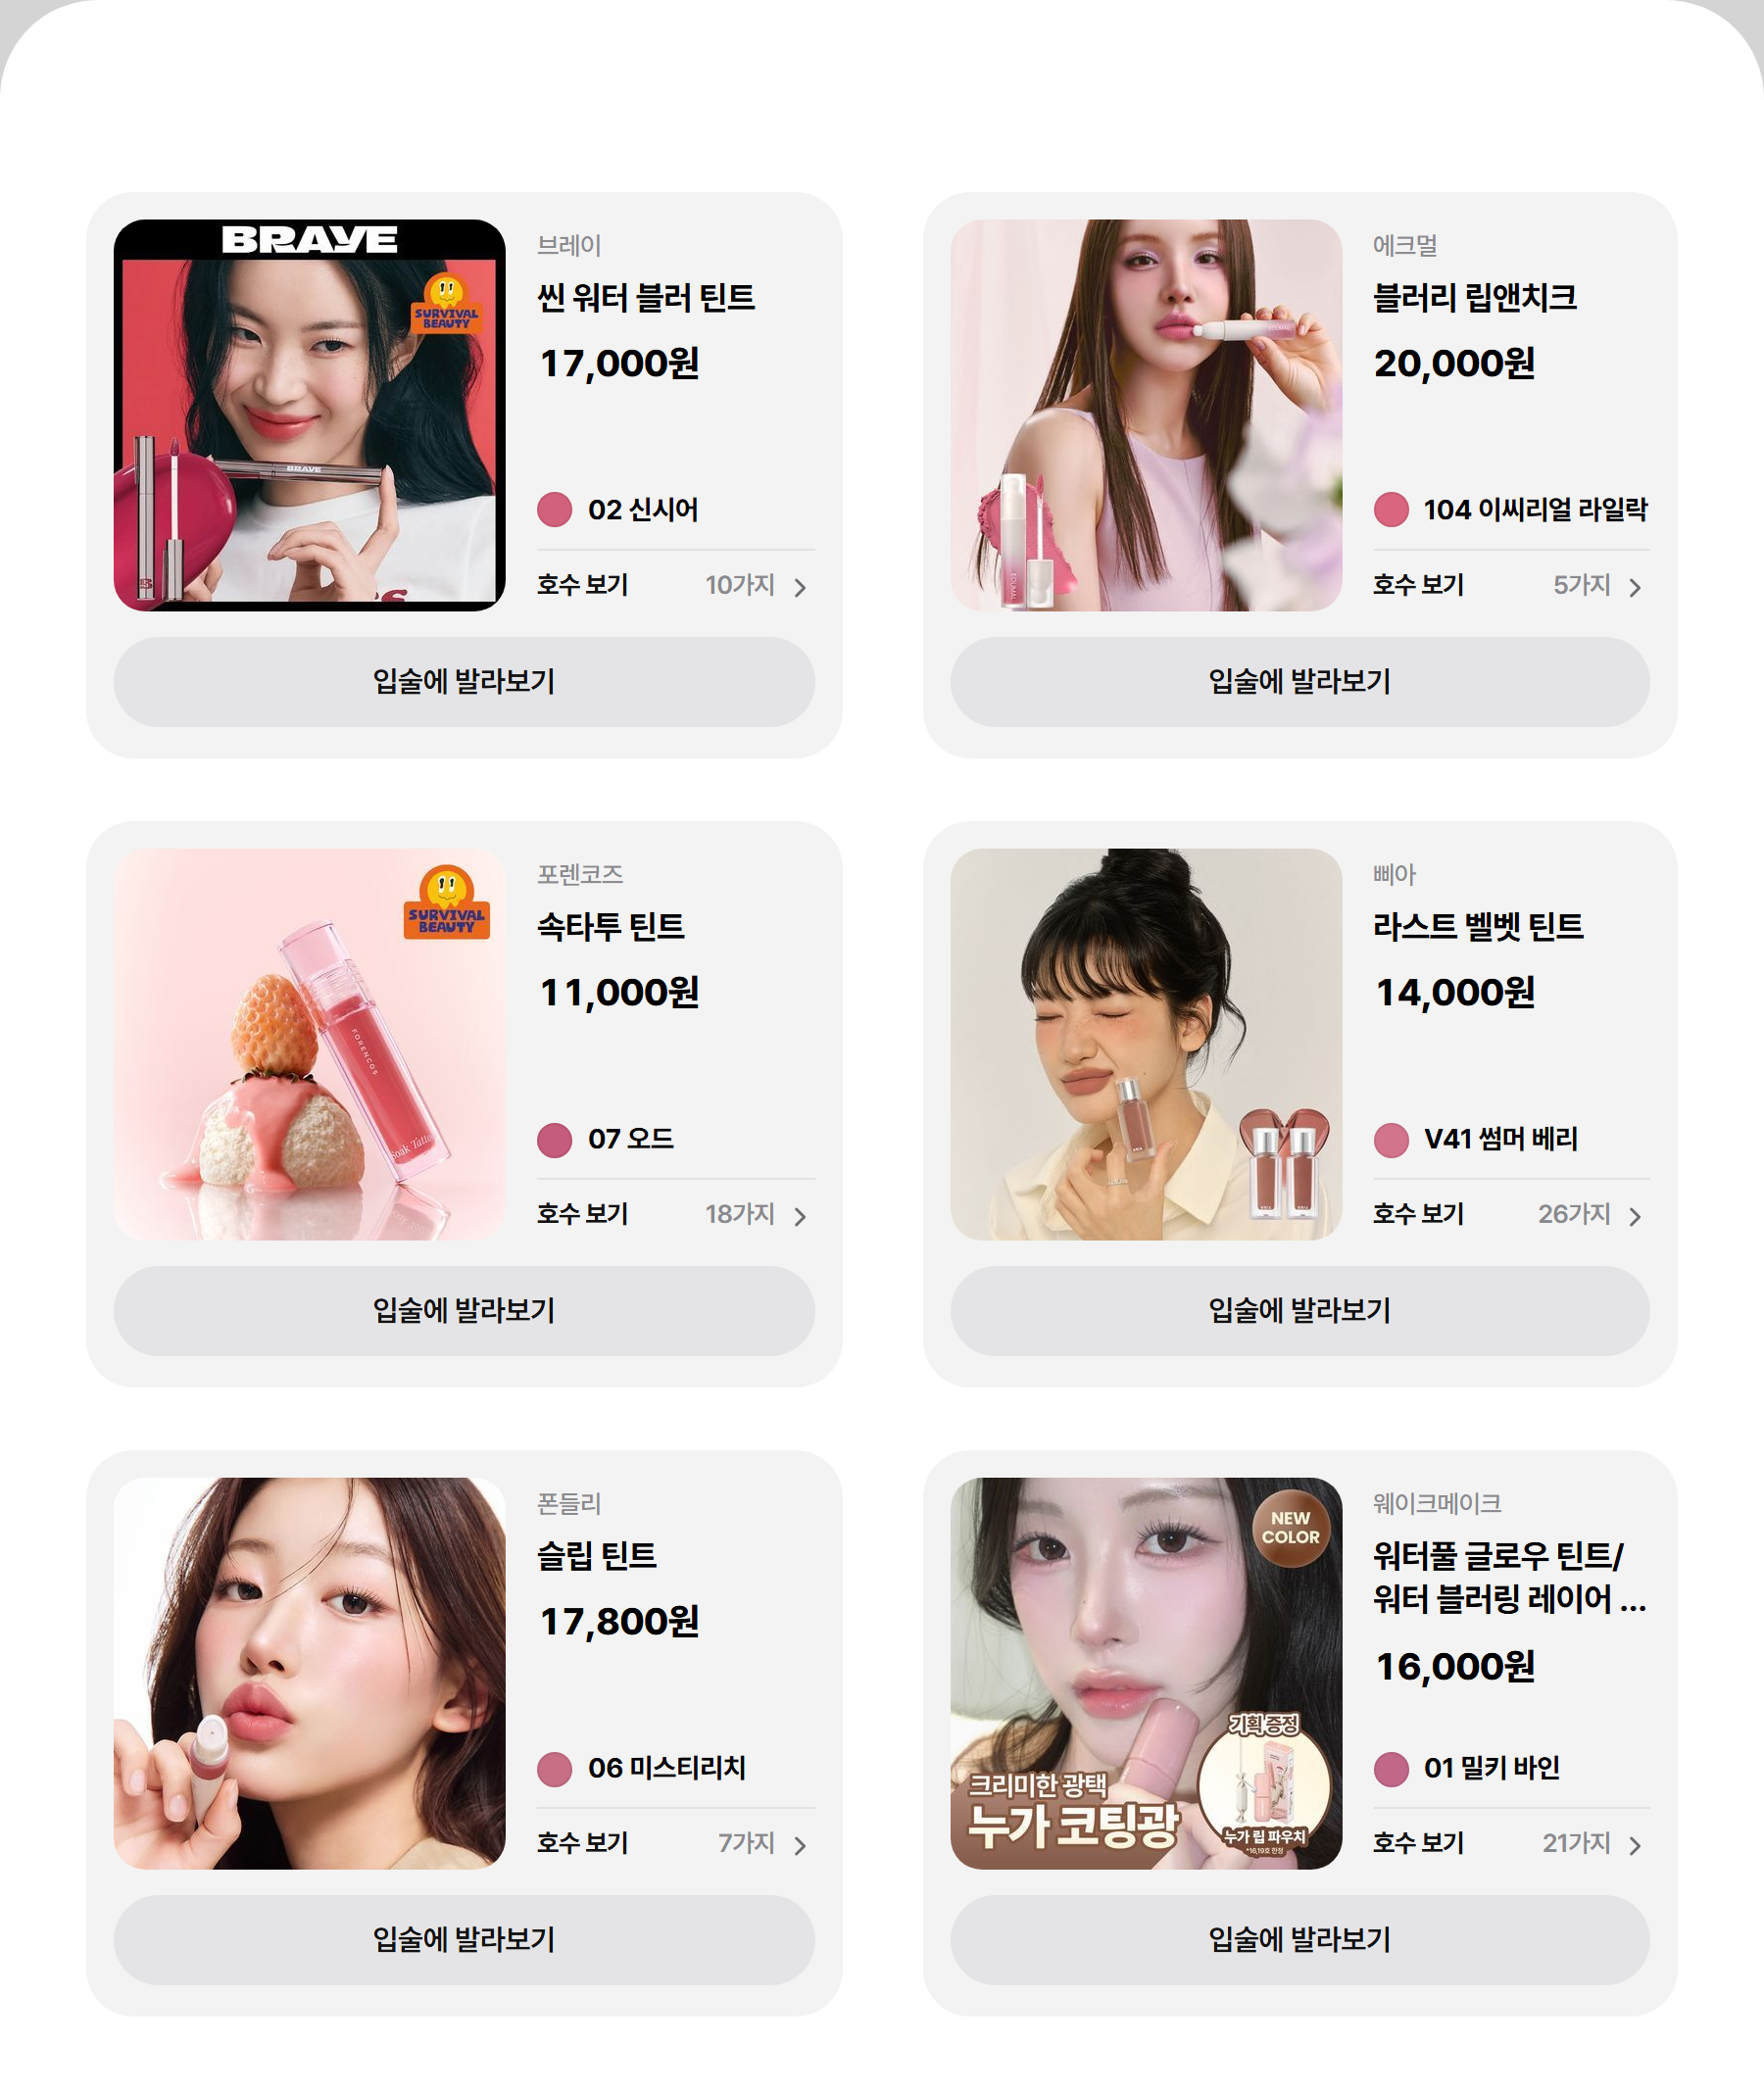 BRAVE
SURVIVAL
BEAUTY
BRAVE
브레이
씬 워터 블러 틴트
17,000원
02 신시어
호수 보기
10가지
입술에 발라보기
에크멀
블러리 립앤치크
20,000원
104 이씨리얼 라일락
호수 보기
5가지
입술에 발라보기
SURVIVAL
BEAUTY
FORENCOS
Soak Tattoo
포렌코즈
속타투 틴트
11,000원
07 오드
호수 보기
18가지
입술에 발라보기
삐아
라스트 벨벳 틴트
14,000원
V41 썸머 베리
호수 보기
26가지
입술에 발라보기
폰들리
슬립 틴트
17,800원
06 미스티리치
호수 보기
7가지
입술에 발라보기
NEW
COLOR
기획 증정
크리미한 광택
누가 코팅광
누가 립 파우치
*16,19호 한정
웨이크메이크
워터풀 글로우 틴트/
워터 블러링 레이어 ...
16,000원
01 밀키 바인
호수 보기
21가지
입술에 발라보기